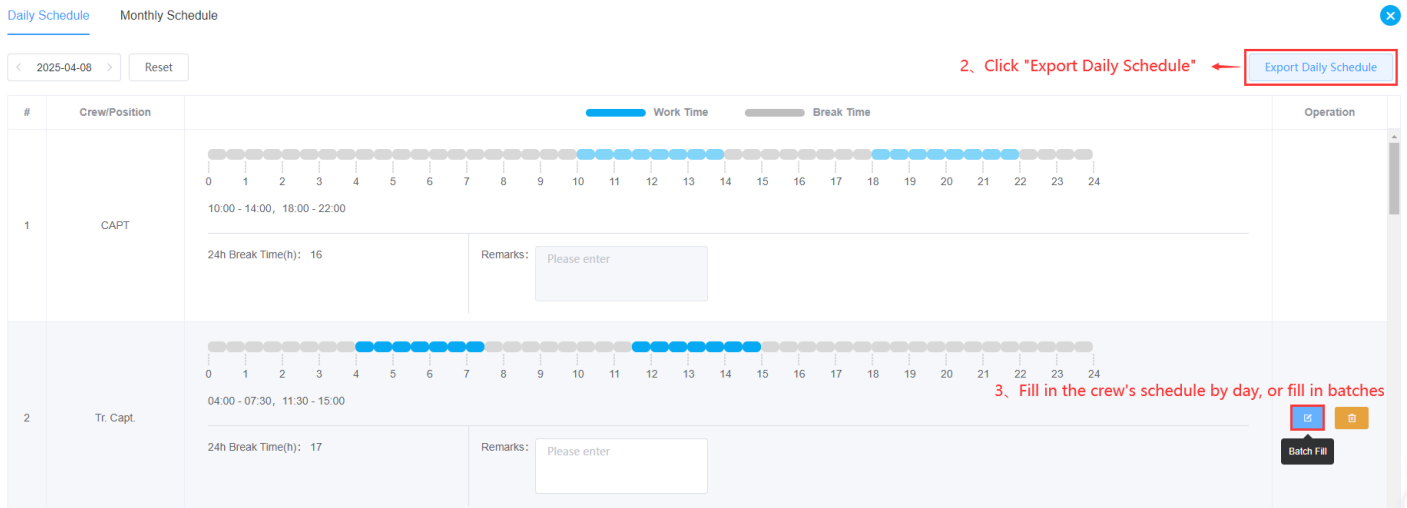 Daily Schedule Monthly Schedule
2025-04-08 Reset 2、Click "Export Daily Schedule" Export Daily Schedule
# Crew/Position Work Time Break Time Operation
0 1 2 3 4 5 6 7 8 9 10 11 12 13 14 15 16 17 18 19 20 21 22 23 24
10:00 - 14:00, 18:00 - 22:00
1 CAPT
24h Break Time(h): 16 Remarks: Please enter
0 1 2 3 4 5 6 7 8 9 10 11 12 13 14 15 16 17 18 19 20 21 22 23 24
3、Fill in the crew's schedule by day, or fill in batches
04:00 - 07:30, 11:30 - 15:00
2 Tr. Capt.
24h Break Time(h): 17 Remarks: Please enter
Batch Fill